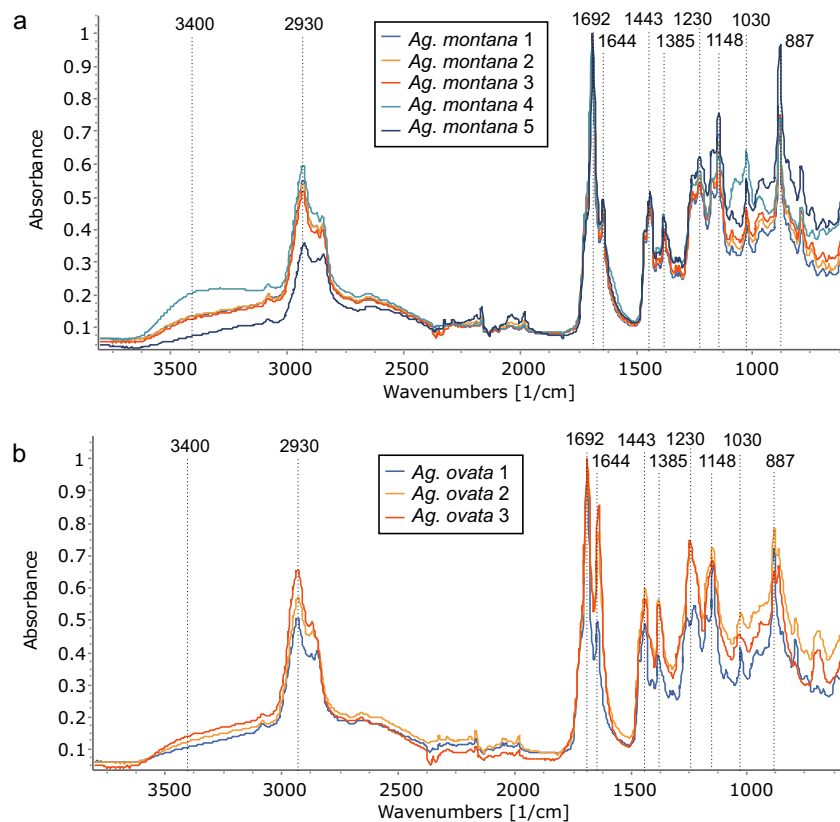 a
3400 2930 1692 1443 1230 1030
1644 1385 1148 887
Ag. montana 1
Ag. montana 2
Ag. montana 3
Ag. montana 4
Ag. montana 5
Absorbance
1
0.9
0.8
0.7
0.6
0.5
0.4
0.3
0.2
0.1
3500 3000 2500 2000 1500 1000
Wavenumbers [1/cm]
b
3400 2930 1692 1443 1230 1030
1644 1385 1148 887
Ag. ovata 1
Ag. ovata 2
Ag. ovata 3
Absorbance
1
0.9
0.8
0.7
0.6
0.5
0.4
0.3
0.2
0.1
3500 3000 2500 2000 1500 1000
Wavenumbers [1/cm]